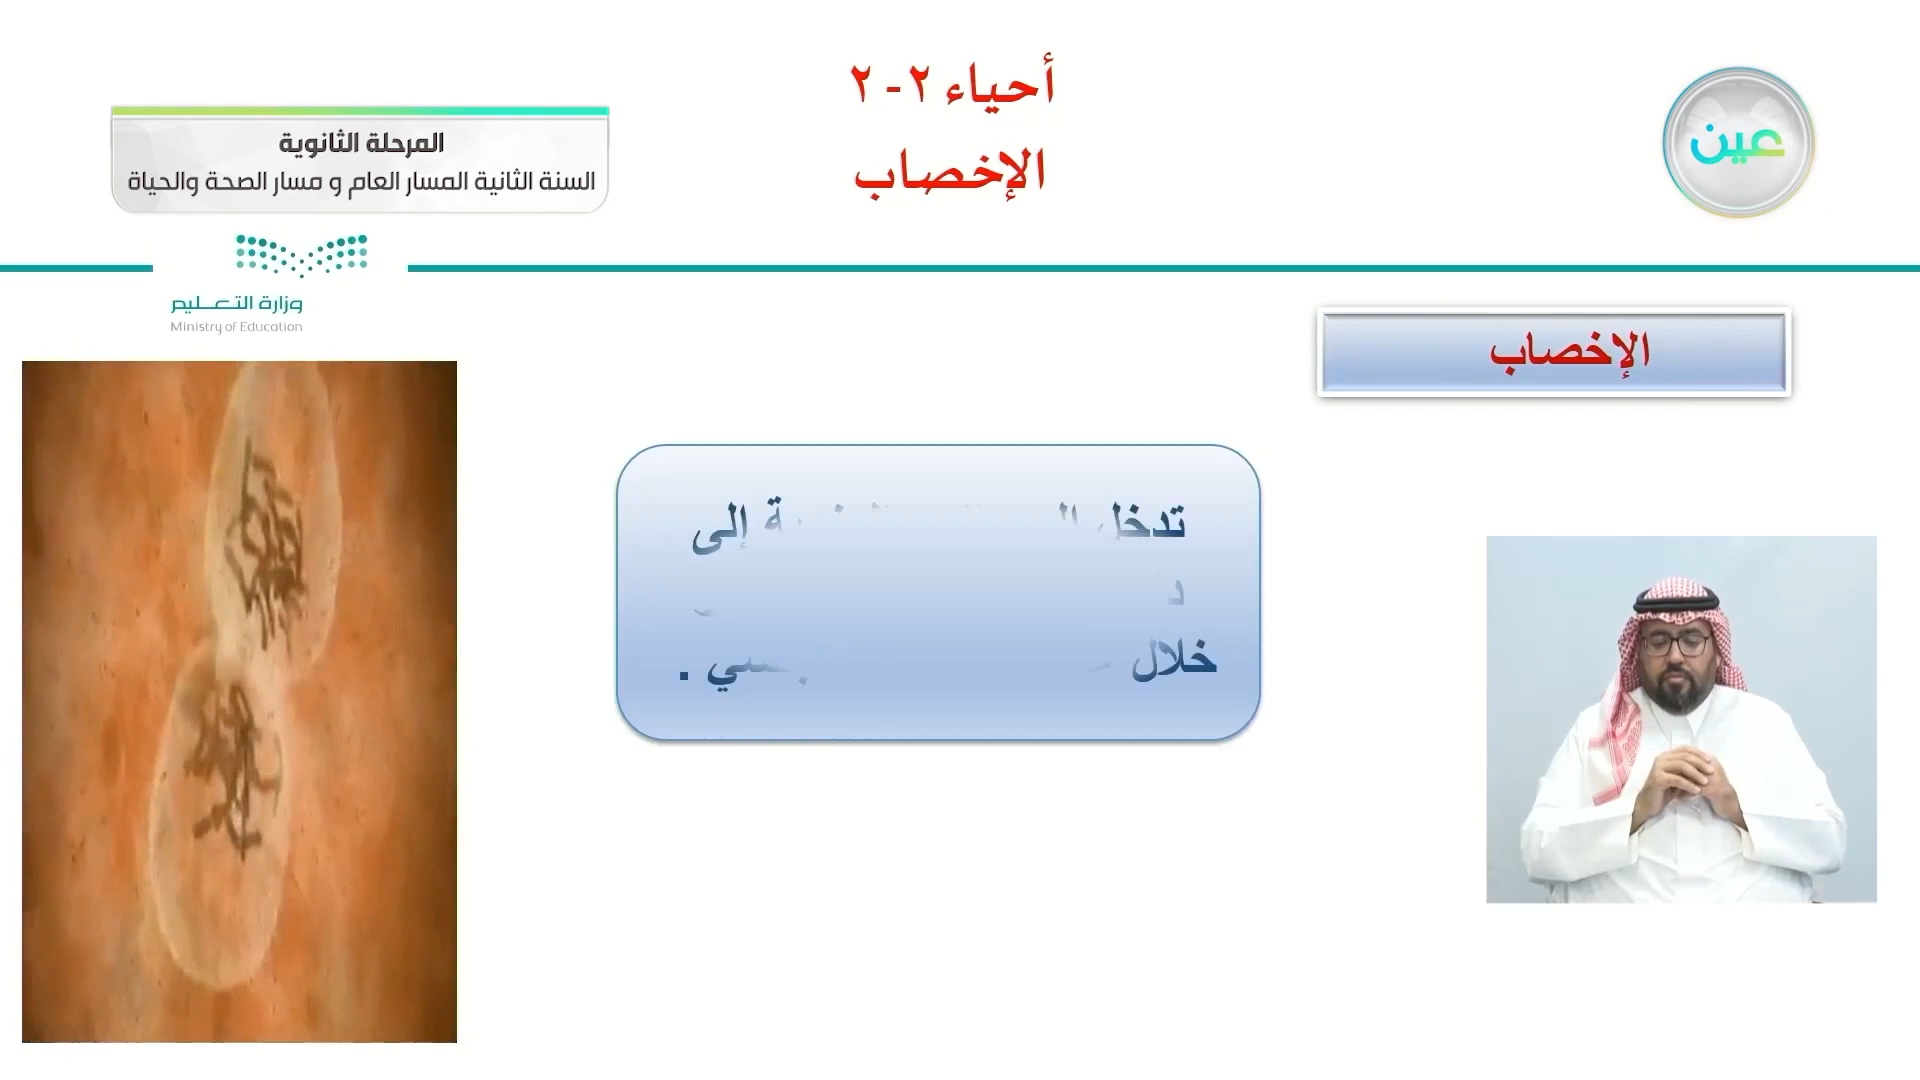 أحياء ٢-٢
الإخصاب
المرحلة الثانوية
السنة الثانية المسار العام و مسار الصحة والحياة
عين
وزارة التعليم
Ministry of Education
الإخصاب
تدخل إلى
خلال .